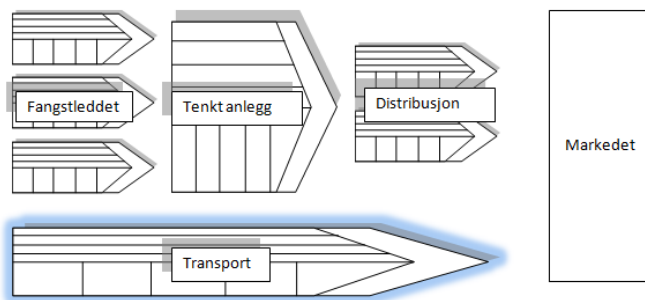 Fangstleddet
Tenkt anlegg
Distribusjon
Markedet
Transport